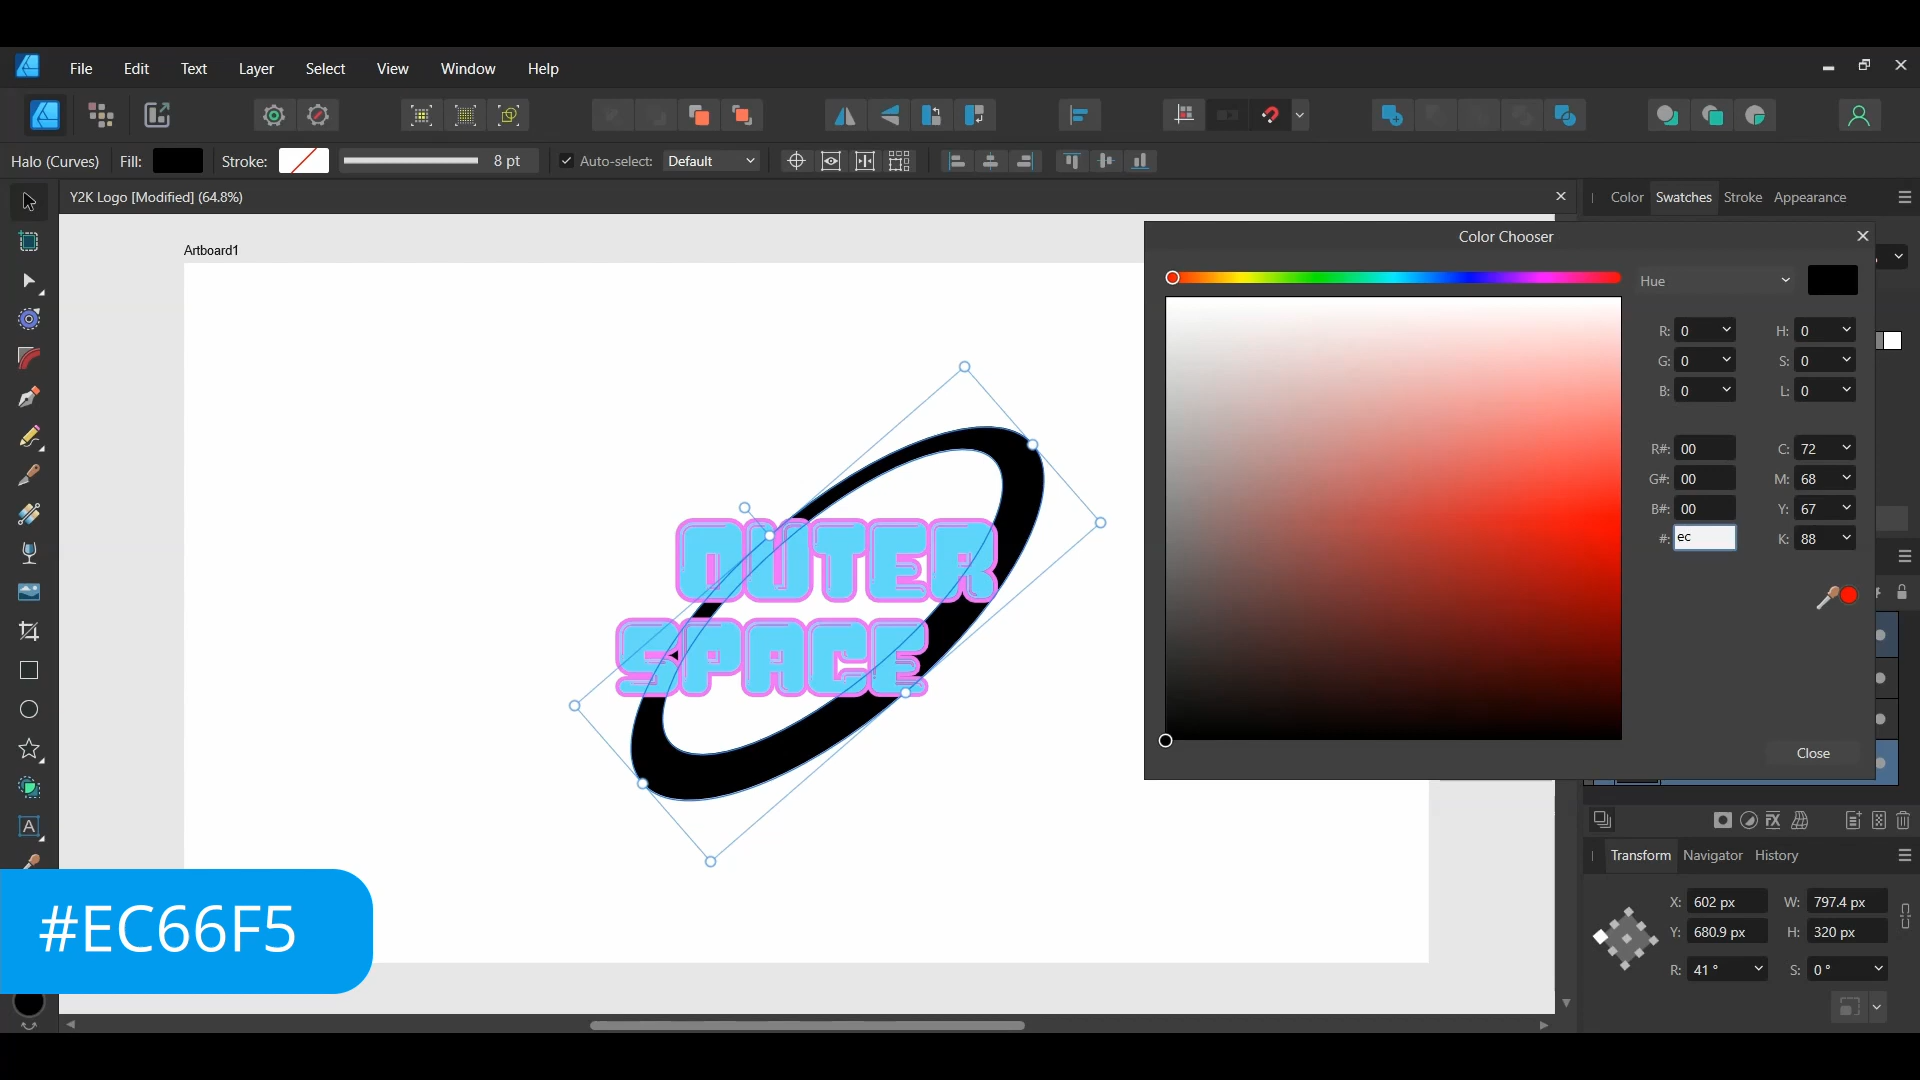 File Edit Text Layer Select View Window Help
Halo (Curves) Fill: Stroke: 8 pt Auto-select: Default
Y2K Logo [Modified] (64.8%)
Color Swatches Stroke Appearance
Artboard1
Color Chooser
Hue
R: 0 H: 0
G: 0 S: 0
B: 0 L: 0
R#: 00 C: 72
G#: 00 M: 68
B#: 00 Y: 67
#: ec K: 88
OUTER
SPACE
Close
FX
A
Transform Navigator History
X: 602 px W: 797.4 px
Y: 680.9 px H: 320 px
R: 41 ° S: 0 °
#EC66F5